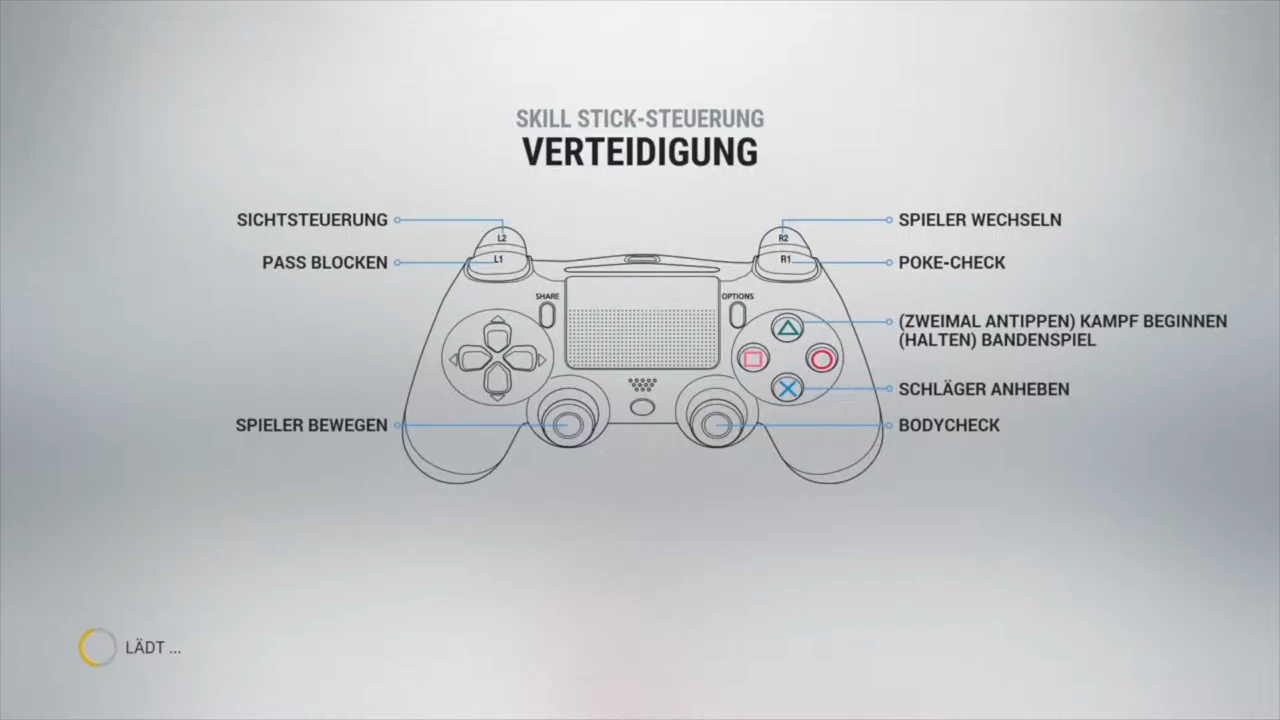 SKILL STICK-STEUERUNG
VERTEIDIGUNG
SICHTSTEUERUNG
L2
R2
SPIELER WECHSELN
PASS BLOCKEN
L1
R1
POKE-CHECK
SHARE
OPTIONS
(ZWEIMAL ANTIPPEN) KAMPF BEGINNEN
(HALTEN) BANDENSPIEL
SCHLÄGER ANHEBEN
SPIELER BEWEGEN
BODYCHECK
LÄDT ...